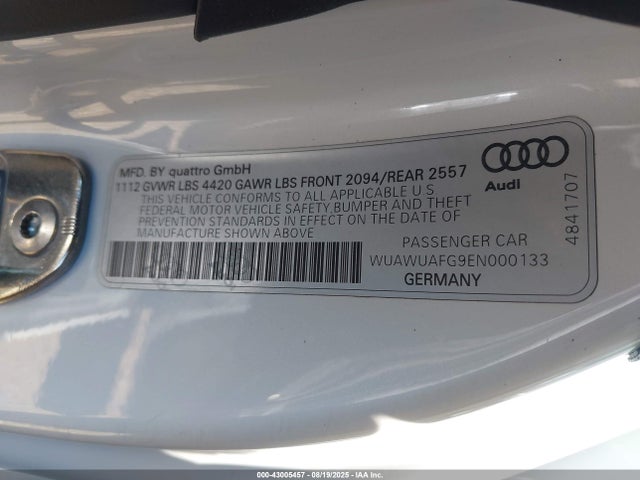 MFD. BY quattro GmbH
1112 GVWR LBS 4420 GAWR LBS FRONT 2094/REAR 2557
THIS VEHICLE CONFORMS TO ALL APPLICABLE U S
FEDERAL MOTOR VEHICLE SAFETY,BUMPER AND THEFT
PREVENTION STANDARDS IN EFFECT ON THE DATE OF
MANUFACTURE SHOWN ABOVE
PASSENGER CAR
WUAWUAFG9EN000133
GERMANY
Audi
4841707
000-43005457 - 08/19/2025 - IAAI.COM